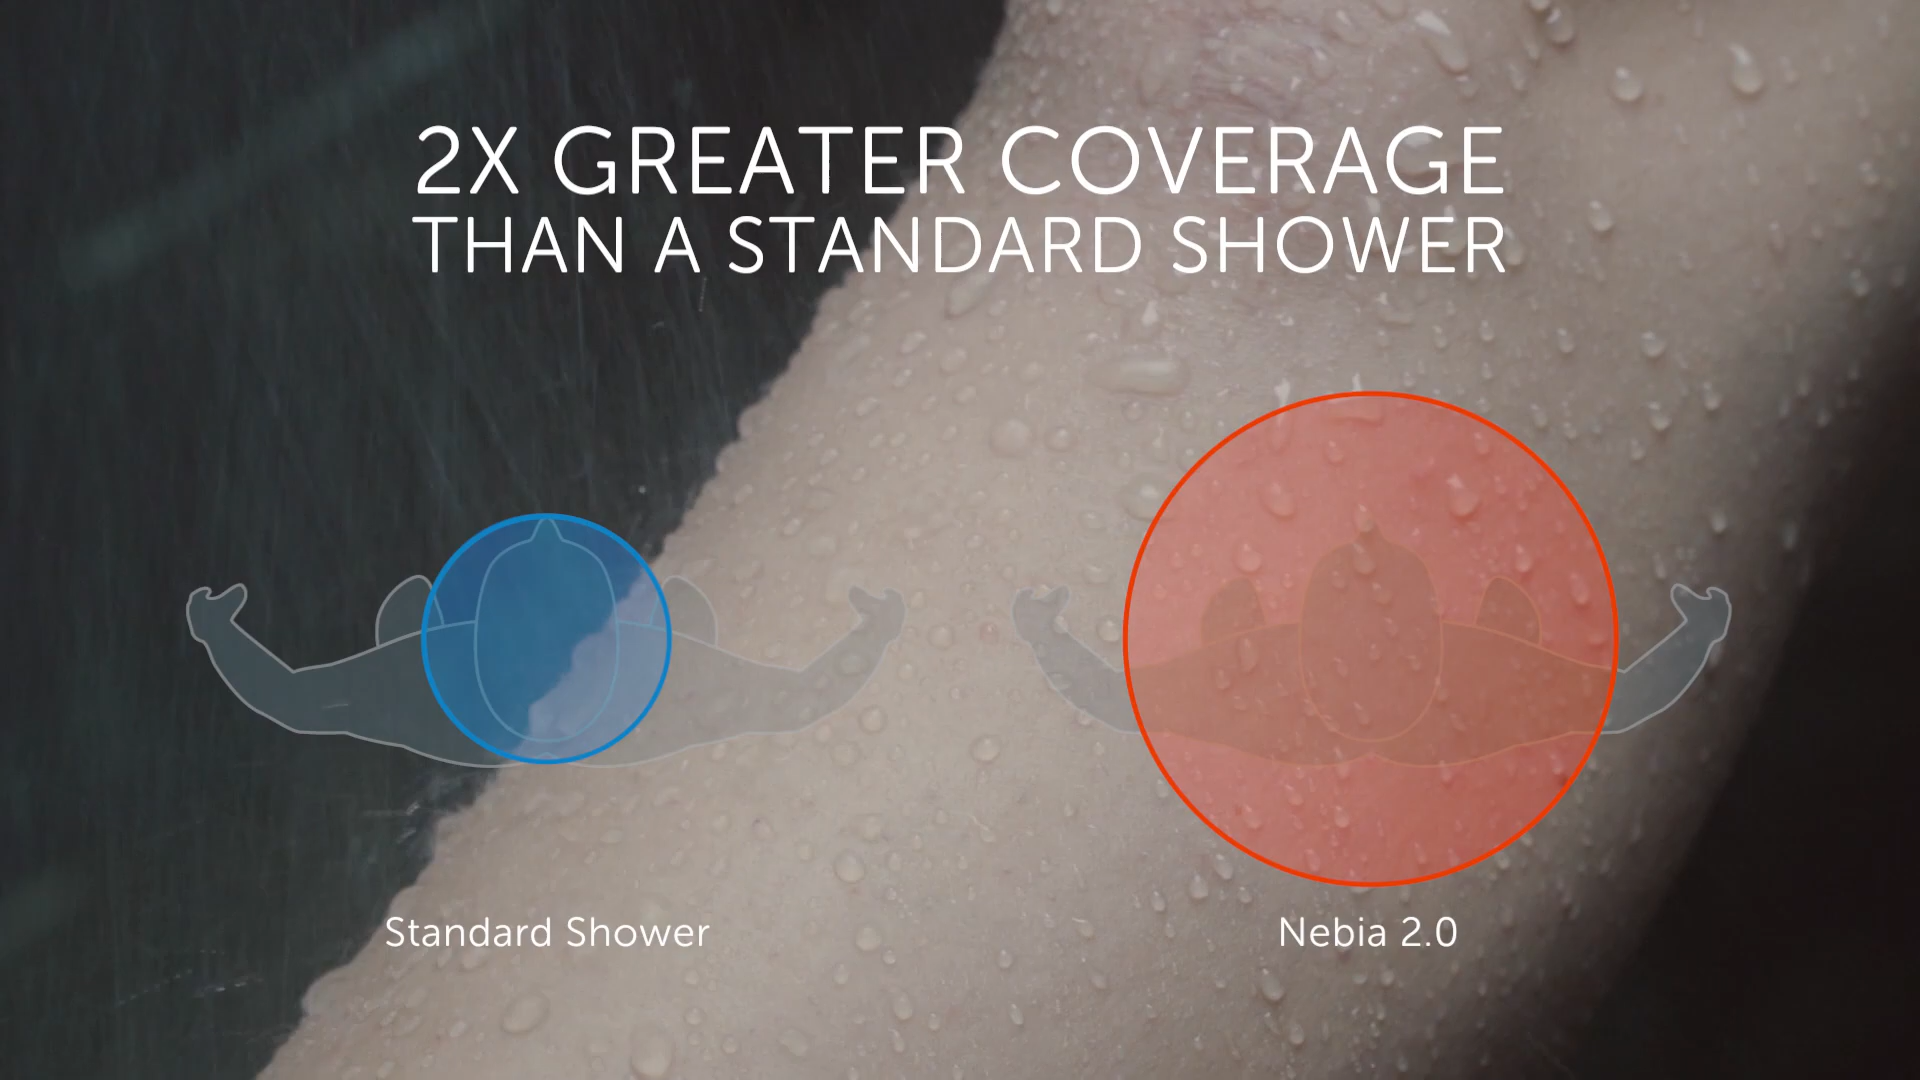 2X GREATER COVERAGE
THAN A STANDARD SHOWER
Standard Shower
Nebia 2.0